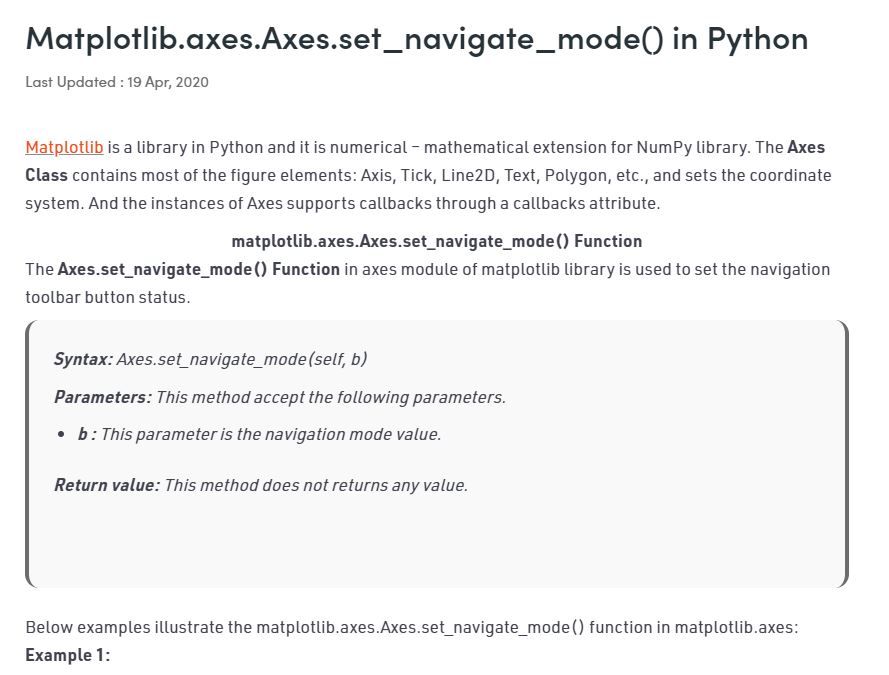 Matplotlib.axes.Axes.set_navigate_mode() in Python
Last Updated : 19 Apr, 2020
Matplotlib is a library in Python and it is numerical – mathematical extension for NumPy library. The Axes
Class contains most of the figure elements: Axis, Tick, Line2D, Text, Polygon, etc., and sets the coordinate
system. And the instances of Axes supports callbacks through a callbacks attribute.
matplotlib.axes.Axes.set_navigate_mode() Function
The Axes.set_navigate_mode() Function in axes module of matplotlib library is used to set the navigation
toolbar button status.
Syntax: Axes.set_navigate_mode(self, b)
Parameters: This method accept the following parameters.
• b : This parameter is the navigation mode value.
Return value: This method does not returns any value.
Below examples illustrate the matplotlib.axes.Axes.set_navigate_mode() function in matplotlib.axes:
Example 1: